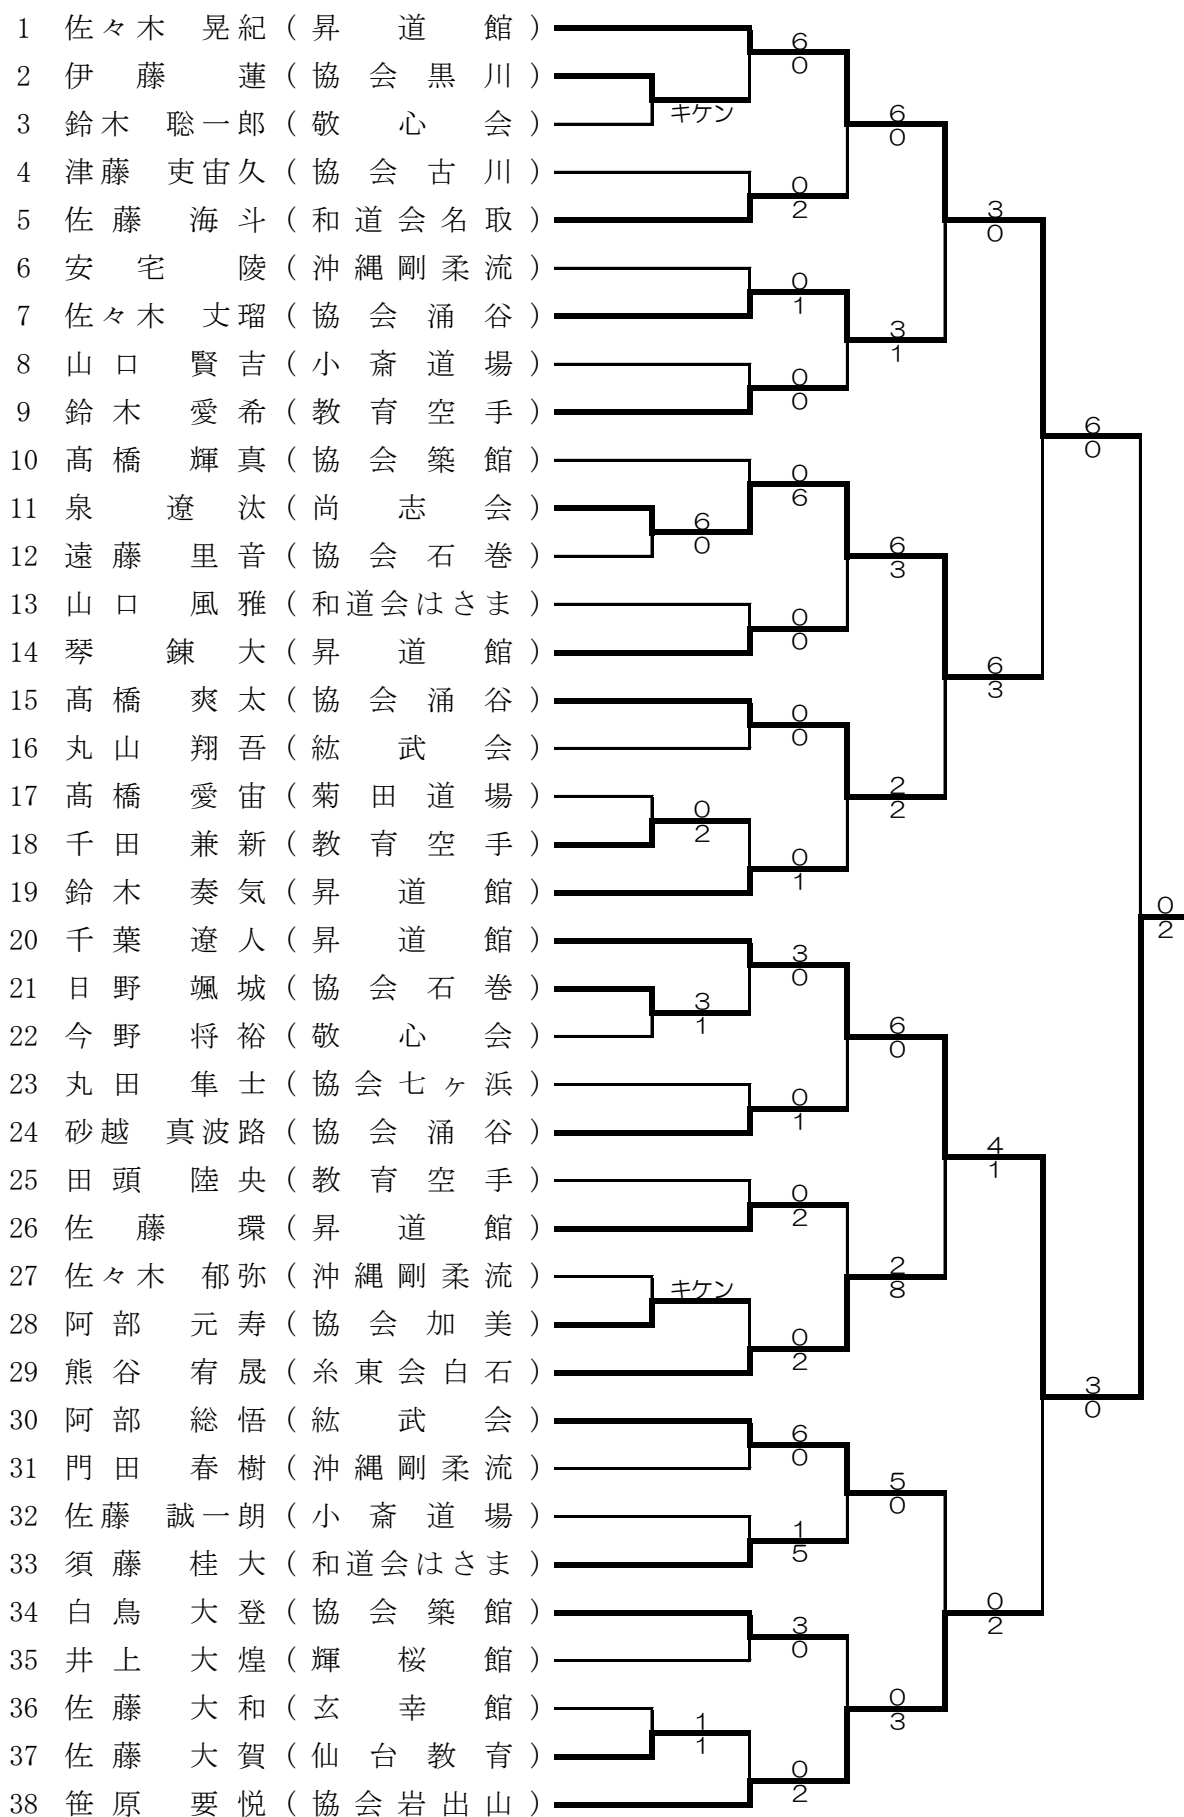 1 佐々木 晃紀（昇道館）
6
0
2 伊藤 蓮（協会黒川）
キケン
3 鈴木 聡一郎（敬心会）
6
0
4 津藤 吏宙久（協会古川）
0
2
5 佐藤 海斗（和道会名取）
3
0
6 安宅 陵（沖縄剛柔流）
0
1
7 佐々木 丈瑠（協会涌谷）
3
1
8 山口 賢吉（小斎道場）
0
0
9 鈴木 愛希（教育空手）
6
0
10 髙橋 輝真（協会築館）
0
6
11 泉 遼汰（尚志会）
6
0
12 遠藤 里音（協会石巻）
6
3
13 山口 風雅（和道会はさま）
0
0
14 琴 錬大（昇道館）
6
3
15 髙橋 爽太（協会涌谷）
0
0
16 丸山 翔吾（紘武会）
17 髙橋 愛宙（菊田道場）
2
2
0
2
18 千田 兼新（教育空手）
0
1
19 鈴木 奏気（昇道館）
0
2
20 千葉 遼人（昇道館）
3
0
21 日野 颯城（協会石巻）
3
1
22 今野 将裕（敬心会）
6
0
23 丸田 隼士（協会七ヶ浜）
0
1
24 砂越 真波路（協会涌谷）
4
1
25 田頭 陸央（教育空手）
0
2
26 佐藤 環（昇道館）
27 佐々木 郁弥（沖縄剛柔流）
キケン
2
8
28 阿部 元寿（協会加美）
0
2
29 熊谷 宥晟（糸東会白石）
3
0
30 阿部 総悟（紘武会）
6
0
31 門田 春樹（沖縄剛柔流）
5
0
32 佐藤 誠一朗（小斎道場）
1
5
33 須藤 桂大（和道会はさま）
34 白鳥 大登（協会築館）
0
2
3
0
35 井上 大煌（輝桜館）
36 佐藤 大和（玄幸館）
0
3
1
1
37 佐藤 大賀（仙台教育）
0
2
38 笹原 要悦（協会岩出山）